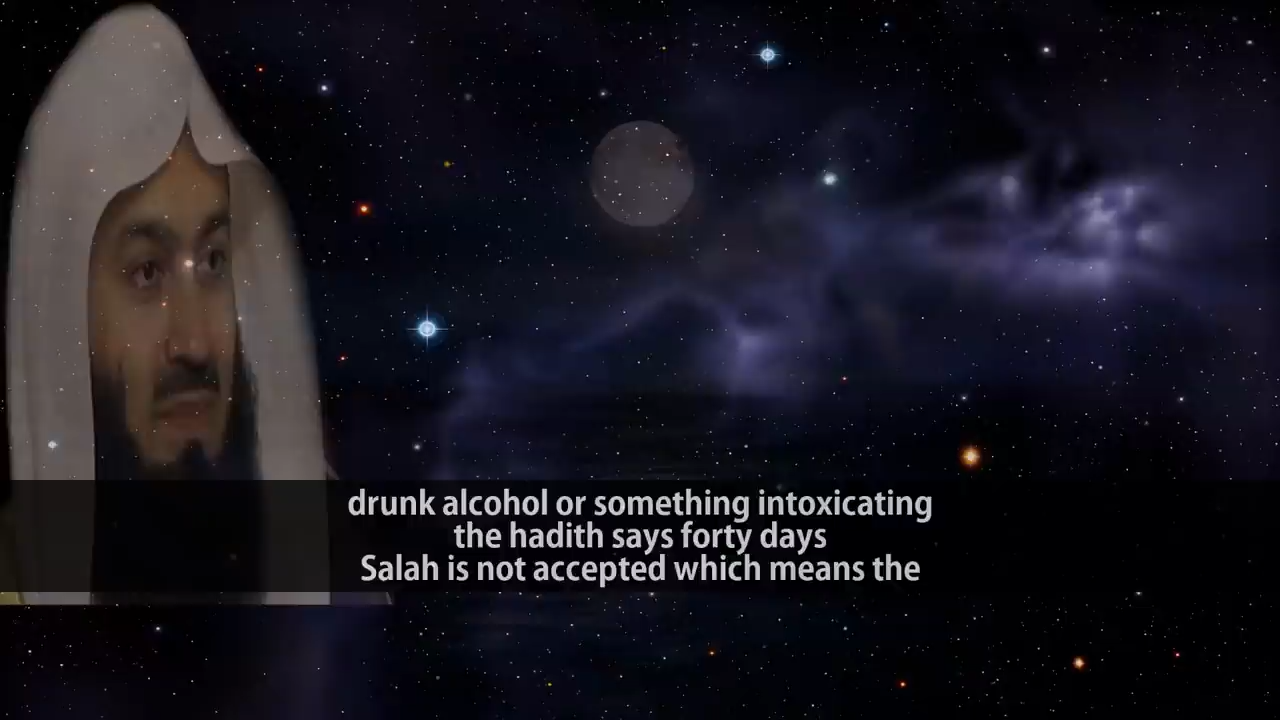 drunk alcohol or something intoxicating
the hadith says forty days
Salah is not accepted which means the